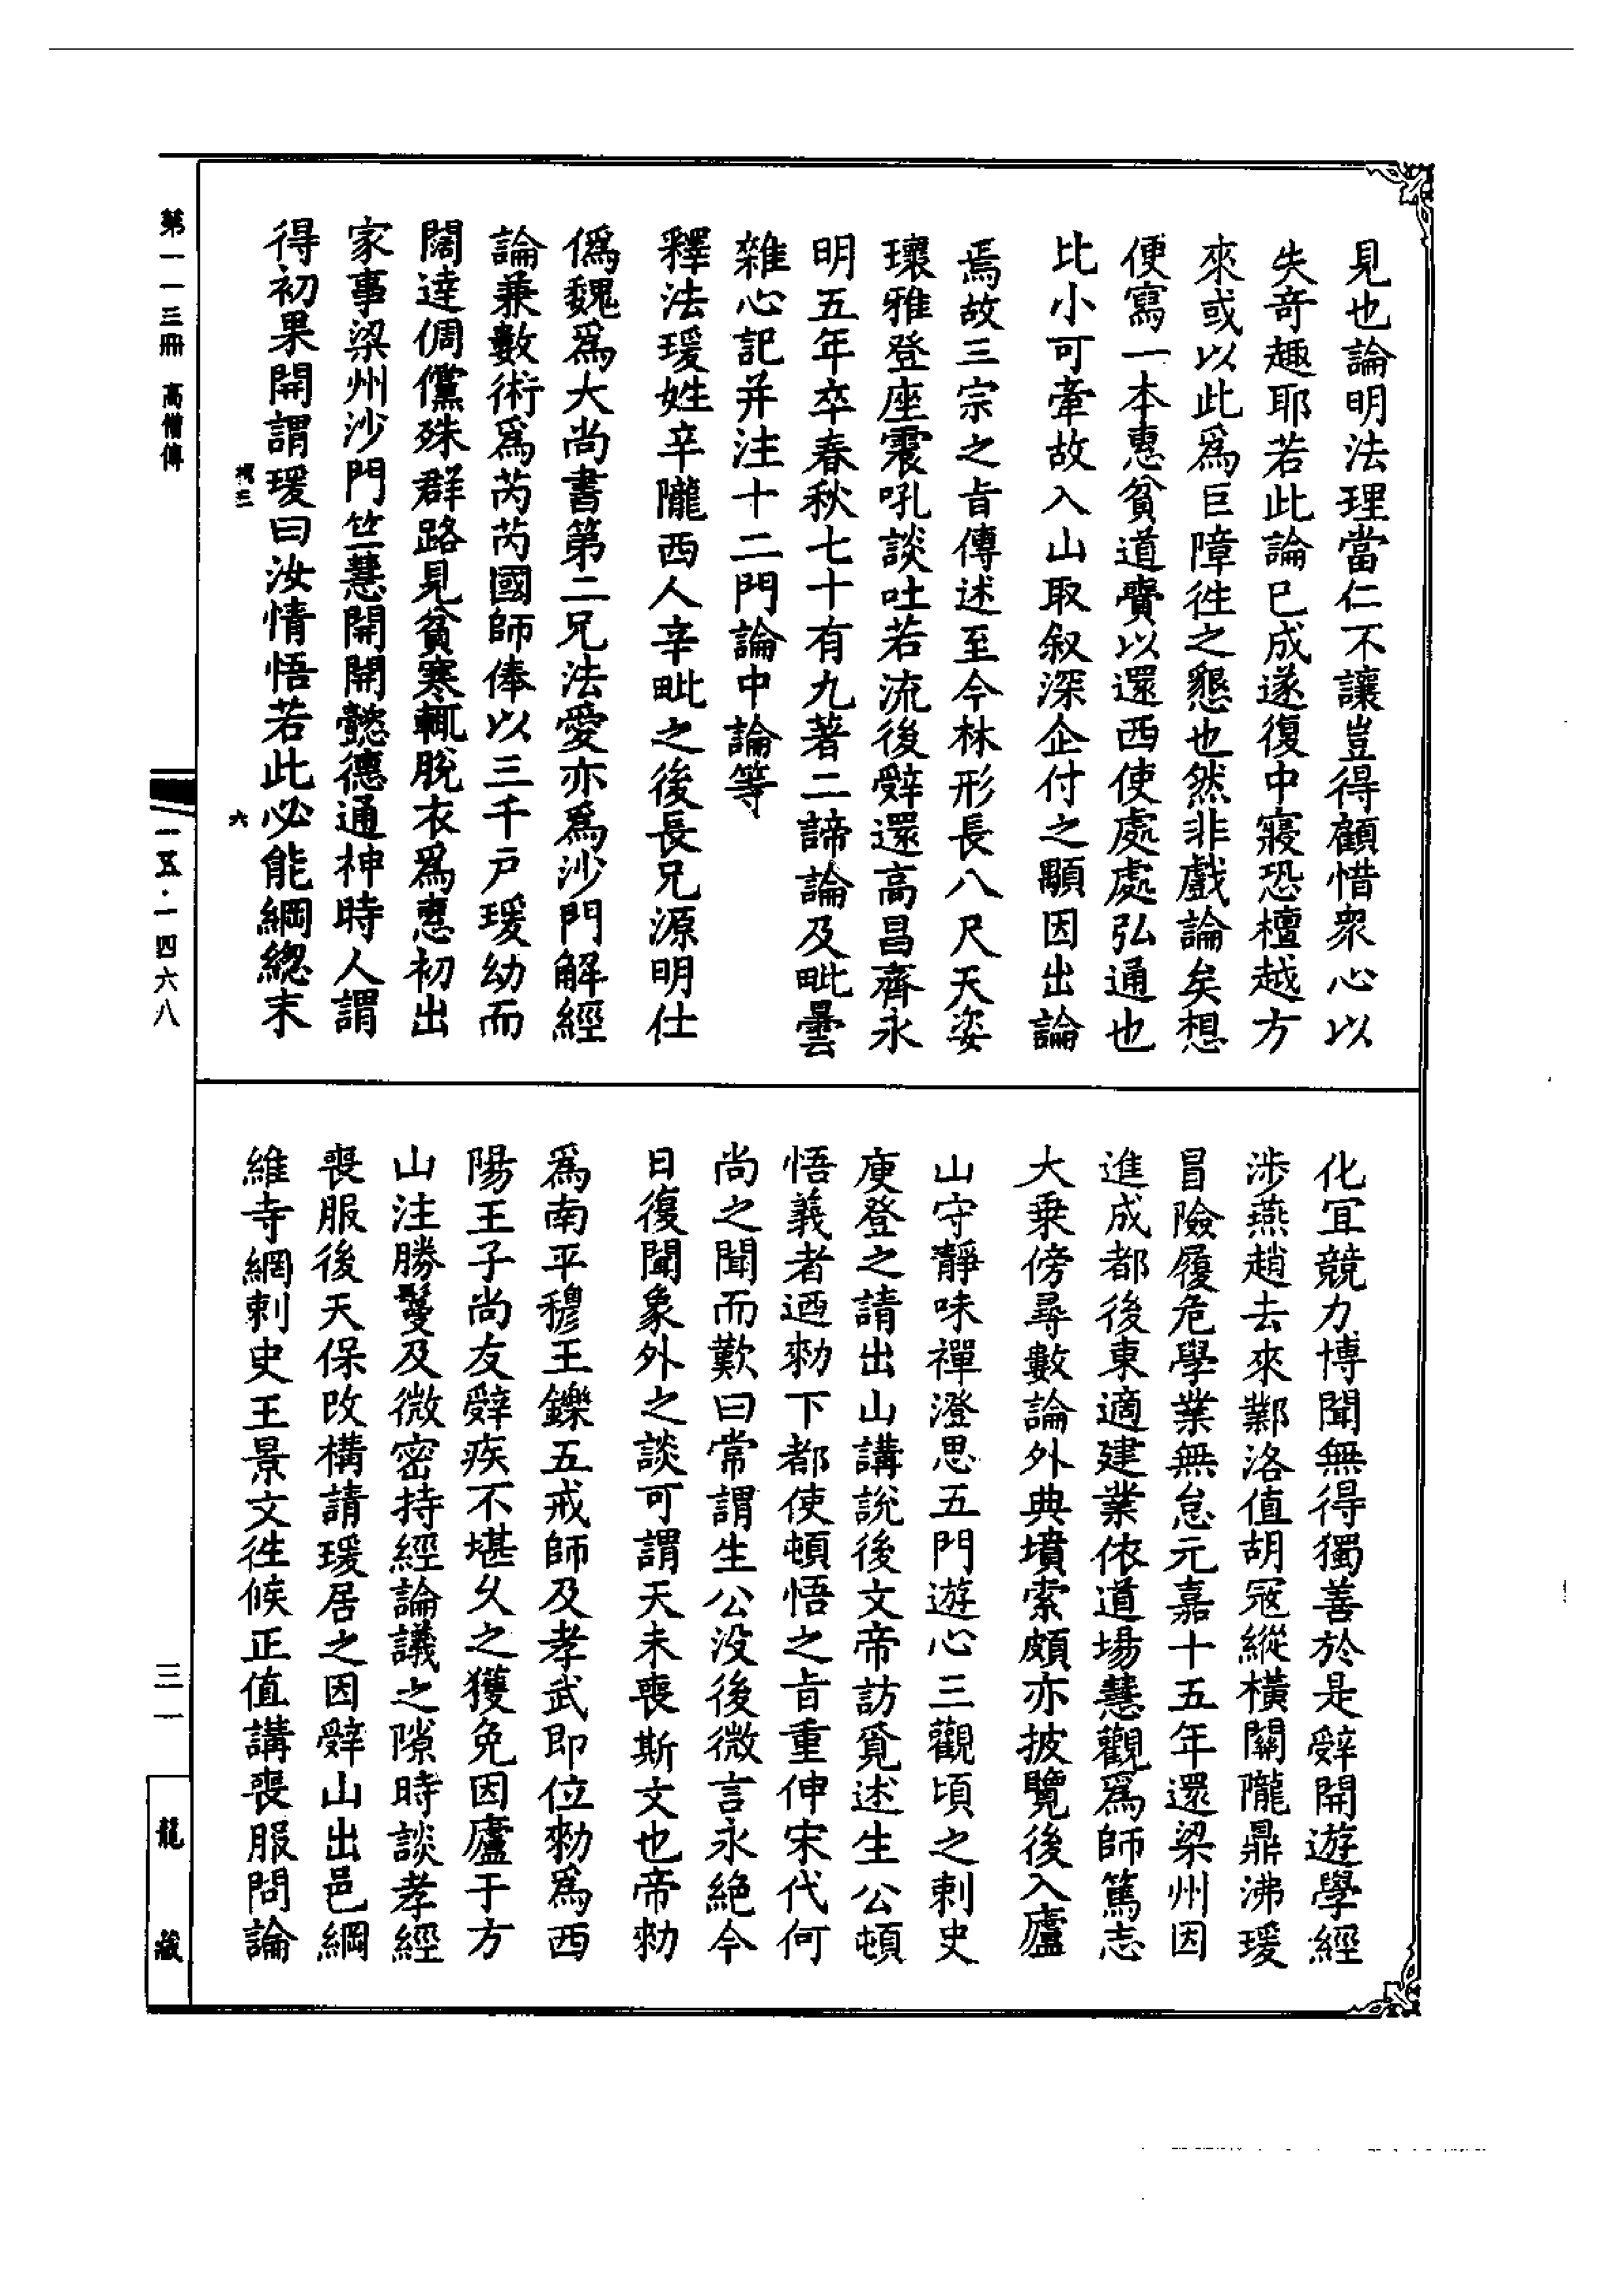 見也論明法理當仁不讓豈得顧惜衆心以
失奇趣耶若此論已成遂復中寢恐檀越方
來或以此爲巨障往之懇也然非戲論矣想
便寫一本惠貧道賷以還西使處處弘通也
比小可牽故入山取叙深企付之顒因出論
焉故三宗之旨傳述至今林形長八尺天姿
瓌雅登座震吼談吐若流後辭還高昌齊永
明五年卒春秋七十有九著二諦論及毗曇
雜心記并注十二門論中論等
釋法瑗姓辛隴西人辛毗之後長兄源明仕
僞魏爲大尚書第二兄法愛亦爲沙門解經
論兼數術爲芮芮國師俸以三千户瑗幼而
闊達倜儻殊群路見貧寒輒脫衣爲惠初出
家事梁州沙門竺慧開開懿德通神時人謂
得初果開謂瑗曰汝情悟若此必能綱總末
化宜競力博聞無得獨善於是辭開遊學經
涉燕趙去來鄴洛值胡宼縱橫關隴鼎沸瑗
冒險履危學業無怠元嘉十五年還梁州因
進成都後東適建業依道場慧觀爲師篤志
大乗傍尋數論外典墳索頗亦披覽後入廬
山守靜味禪澄思五門遊心三觀頃之刺史
庾登之請出山講說後文帝訪覓述生公頓
悟義者迺勑下都使頓悟之旨重伸宋代何
尚之聞而歎曰常謂生公沒後微言永絕今
日復聞象外之談可謂天未喪斯文也帝勑
爲南平穆王鑠五戒師及孝武即位勑爲西
陽王子尚友辭疾不堪久之獲免因廬于方
山注勝鬘及微密持經論議之隙時談孝經
喪服後天保改構請瑗居之因辭山出邑綱
維寺網刺史王景文往候正值講喪服問論
第一一三冊 高僧傳
六
一一五·一四六八
三一
龍藏